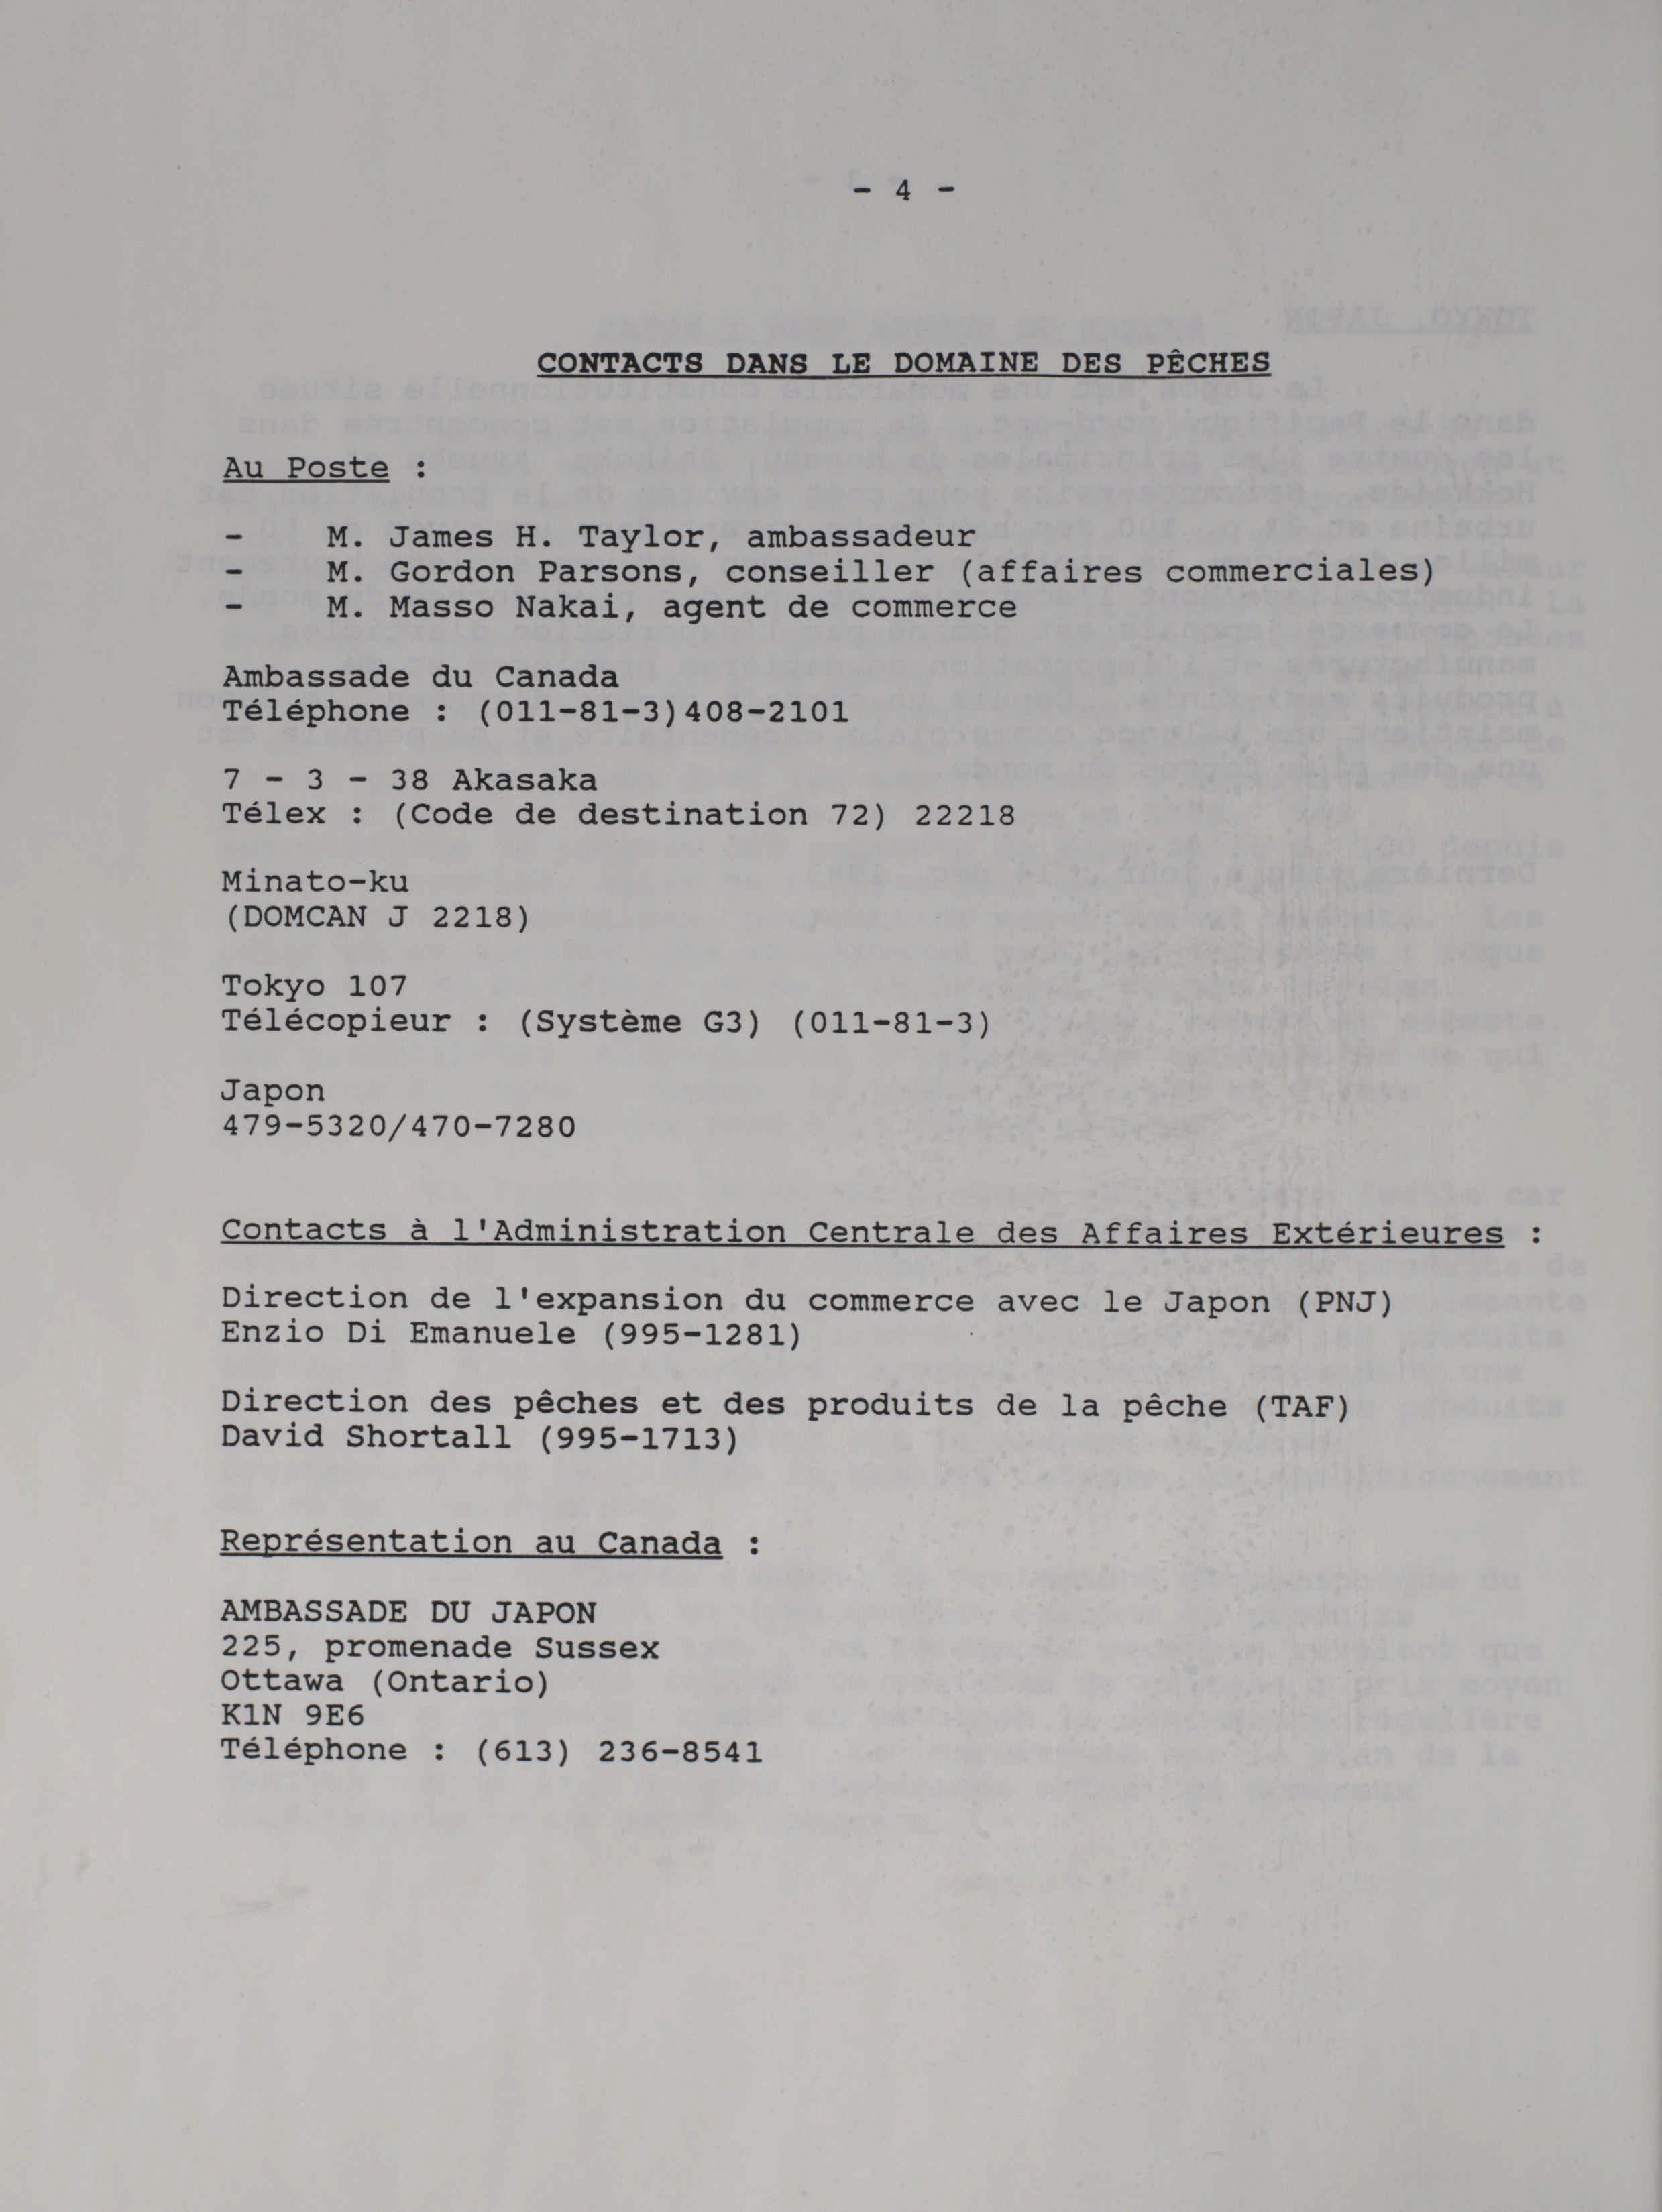 - 4 -
CONTACTS DANS LE DOMAINE DES PÊCHES
Au Poste :
- M. James H. Taylor, ambassadeur
- M. Gordon Parsons, conseiller (affaires commerciales)
- M. Masso Nakai, agent de commerce
Ambassade du Canada
Téléphone : (011-81-3)408-2101
7 - 3 - 38 Akasaka
Télex : (Code de destination 72) 22218
Minato-ku
(DOMCAN J 2218)
Tokyo 107
Télécopieur : (Système G3) (011-81-3)
Japon
479-5320/470-7280
Contacts à l'Administration Centrale des Affaires Extérieures :
Direction de l'expansion du commerce avec le Japon (PNJ)
Enzio Di Emanuele (995-1281)
Direction des pêches et des produits de la pêche (TAF)
David Shortall (995-1713)
Représentation au Canada :
AMBASSADE DU JAPON
225, promenade Sussex
Ottawa (Ontario)
K1N 9E6
Téléphone : (613) 236-8541